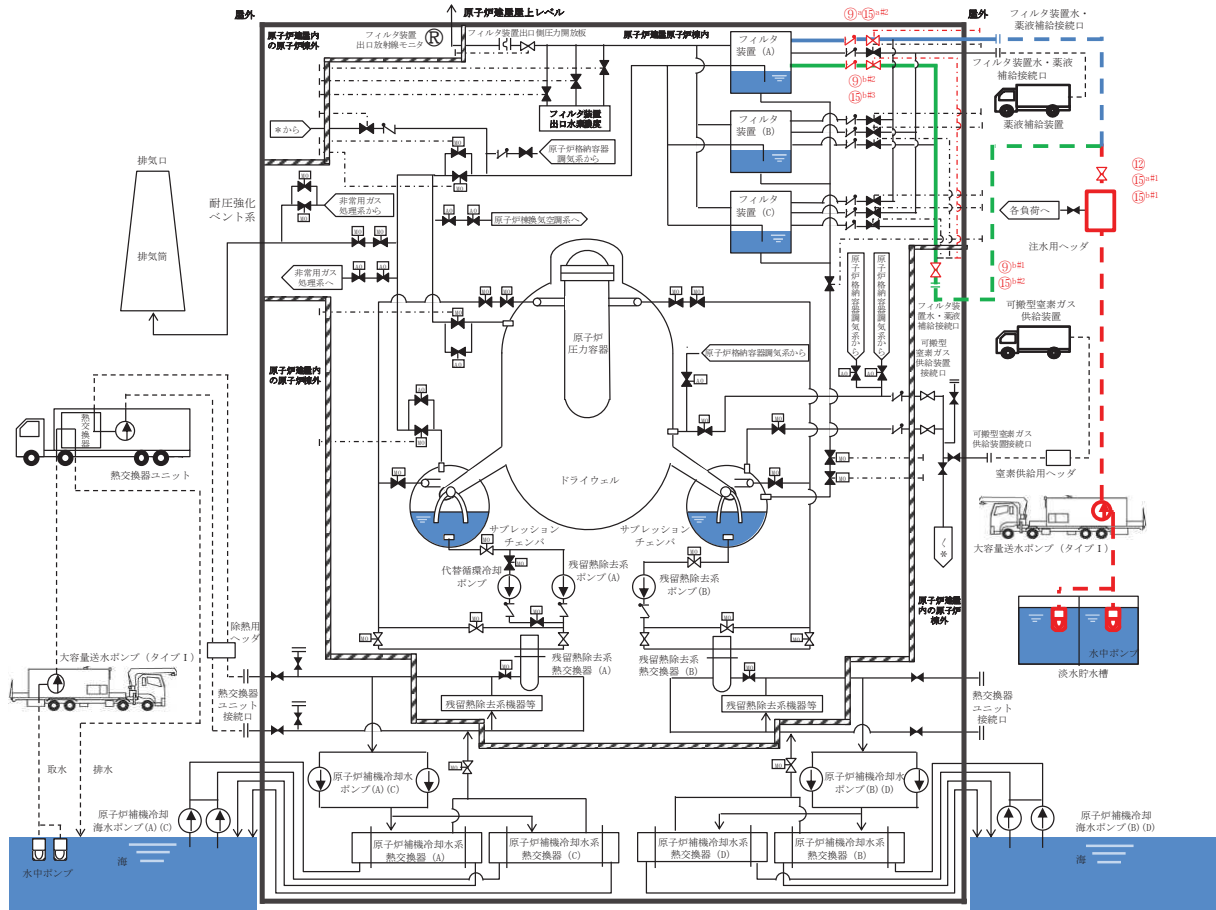 屋外
原子炉建屋屋上レベル
屋外
原子炉建屋内
の原子炉棟外
フィルタ装置
出口放射線モニタ
R
フィルタ装置出口側圧力開放板
原子炉建屋原子炉棟内
フィルタ
装置 (A)
⑨ᵃ⑮ᵃ#²
フィルタ装置水・
薬液補給接続口
フィルタ装置水・薬液
補給接続口
薬液補給装置
⑨ᵇ#²
⑮ᵇ#³
フィルタ装置
出口水素濃度
*から
原子炉格納容器
調気系から
フィルタ
装置 (B)
フィルタ
装置 (C)
排気口
排気筒
耐圧強化
ベント系
非常用ガス
処理系から
原子炉棟換気空調系へ
非常用ガス
処理系へ
⑫
⑮ᵃ#¹
⑮ᵇ#¹
各負荷へ
注水用ヘッダ
⑨ᵇ#¹
⑮ᵇ#²
フィルタ装
置水・薬液
補給接続口
可搬型窒素ガス
供給装置
原子炉格納容器調気系から
原子炉格納容器調気系から
可搬型
窒素ガス
供給装置
接続口
原子炉
圧力容器
原子炉格納容器調気系から
原子炉建屋内
の原子炉棟外
熱交換器
熱交換器ユニット
ドライウェル
可搬型窒素ガス
供給装置接続口
窒素供給用ヘッダ
*へ
サプレッション
チェンバ
サプレッション
チェンバ
代替循環冷却
ポンプ
残留熱除去系
ポンプ(A)
残留熱除去系
ポンプ(B)
大容量送水ポンプ (タイプⅠ)
原子炉建屋
内の原子炉
棟外
水中ポンプ
淡水貯水槽
除熱用
ヘッダ
大容量送水ポンプ (タイプⅠ)
熱交換器
ユニット
接続口
残留熱除去系
熱交換器 (A)
残留熱除去系
熱交換器 (B)
残留熱除去系機器等
残留熱除去系機器等
熱交換器
ユニット
接続口
取水
排水
原子炉補機冷却水
ポンプ(A)(C)
原子炉補機冷却水
ポンプ(B)(D)
原子炉補機冷却
海水ポンプ(A)(C)
原子炉補機冷却
海水ポンプ(B)(D)
原子炉補機冷却水系
熱交換器 (A)
原子炉補機冷却水系
熱交換器 (C)
原子炉補機冷却水系
熱交換器 (D)
原子炉補機冷却水系
熱交換器 (B)
海
水中ポンプ
海